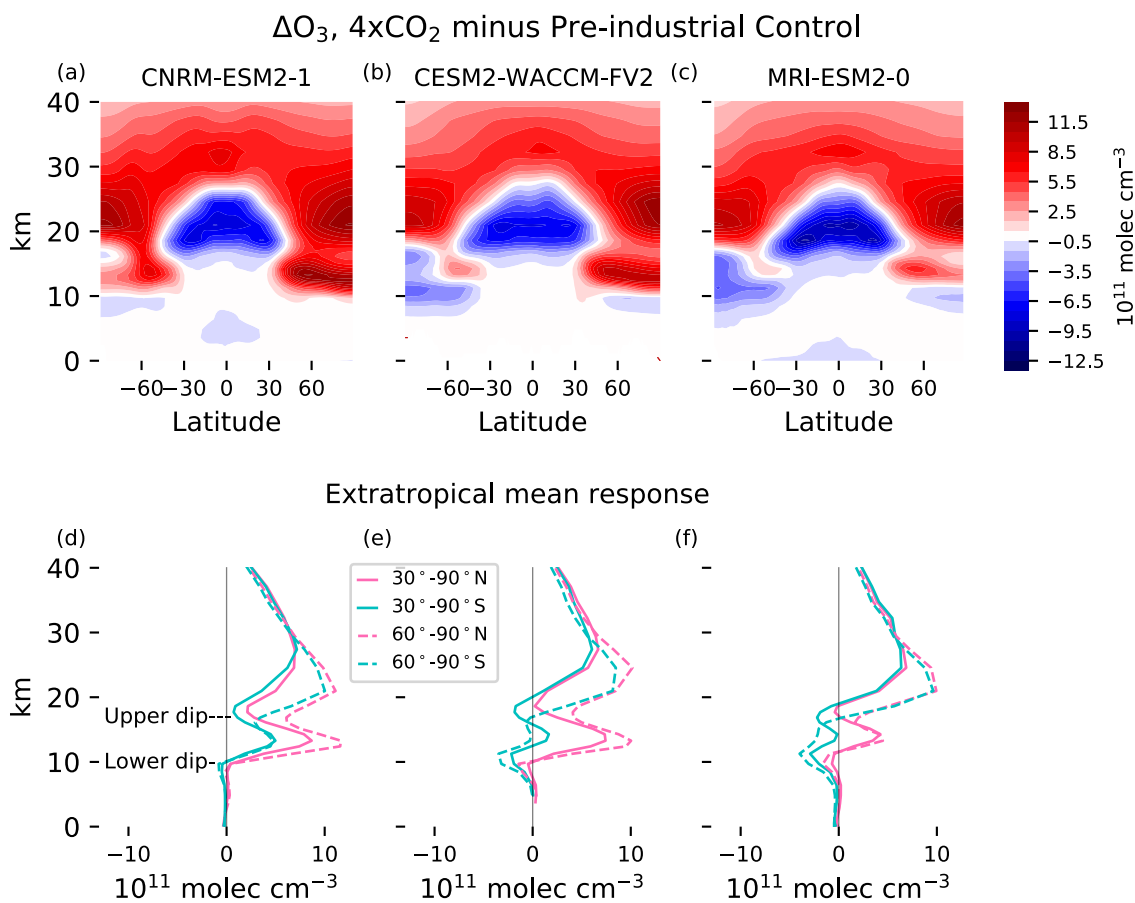 ΔO₃, 4xCO₂ minus Pre-industrial Control
(a) CNRM-ESM2-1
(b) CESM2-WACCM-FV2
(c) MRI-ESM2-0
40
30
20
10
0
km
−60 −30 0 30 60
Latitude
−60 −30 0 30 60
Latitude
−60 −30 0 30 60
Latitude
11.5
8.5
5.5
2.5
−0.5
−3.5
−6.5
−9.5
−12.5
10¹¹ molec cm⁻³
Extratropical mean response
(d)
(e)
(f)
40
30
20
10
0
km
Upper dip
Lower dip
30°-90°N
30°-90°S
60°-90°N
60°-90°S
−10 0 10
10¹¹ molec cm⁻³
−10 0 10
10¹¹ molec cm⁻³
−10 0 10
10¹¹ molec cm⁻³